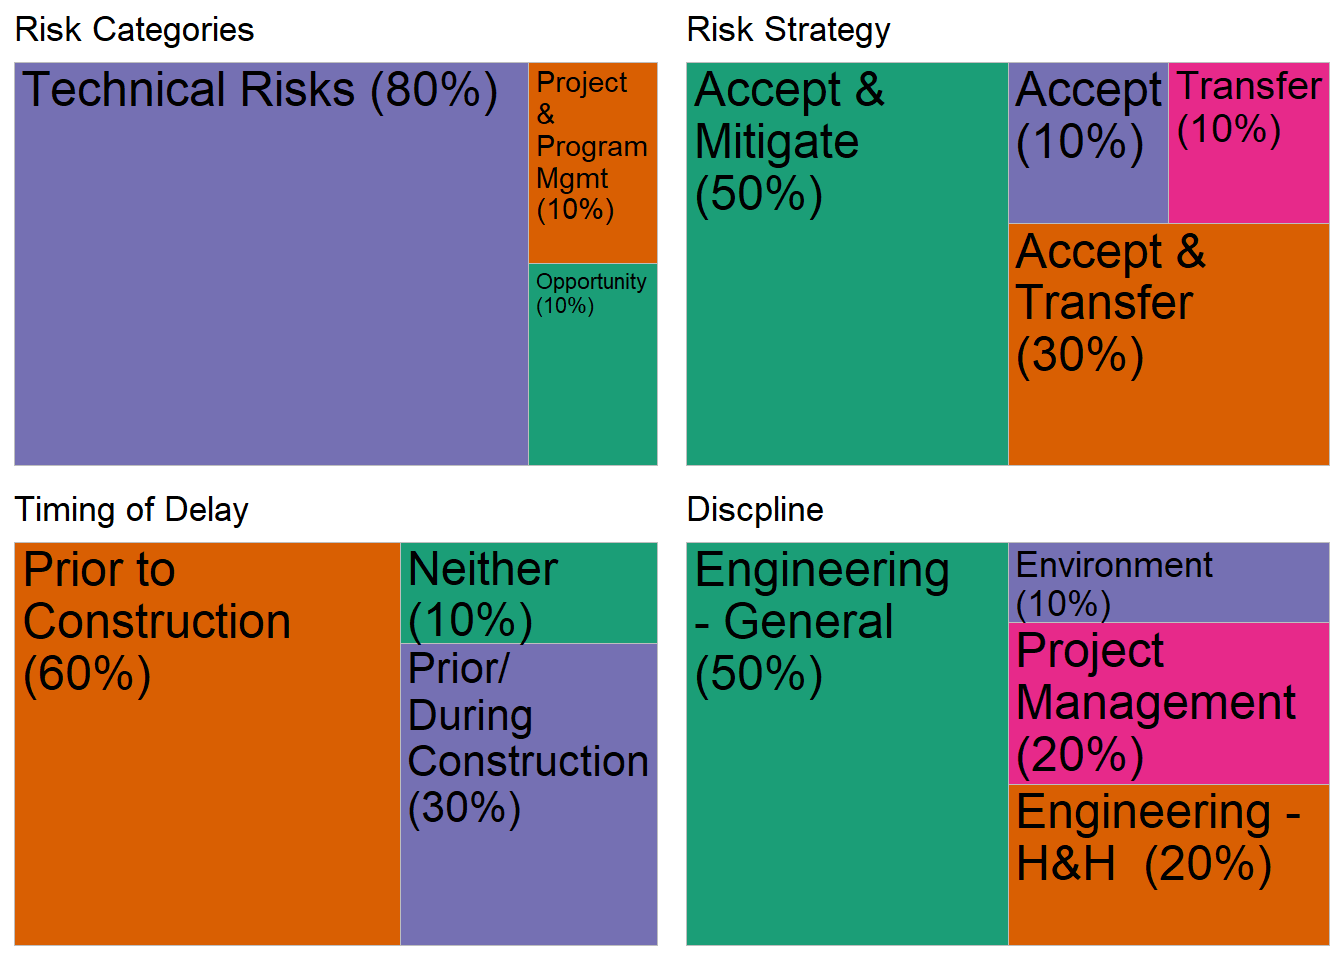 Risk Categories
Technical Risks (80%)
Project
&
Program
Mgmt
(10%)
Opportunity
(10%)
Risk Strategy
Accept &
Mitigate
(50%)
Accept
(10%)
Transfer
(10%)
Accept &
Transfer
(30%)
Timing of Delay
Prior to
Construction
(60%)
Neither
(10%)
Prior/
During
Construction
(30%)
Discpline
Engineering
- General
(50%)
Environment
(10%)
Project
Management
(20%)
Engineering -
H&H  (20%)